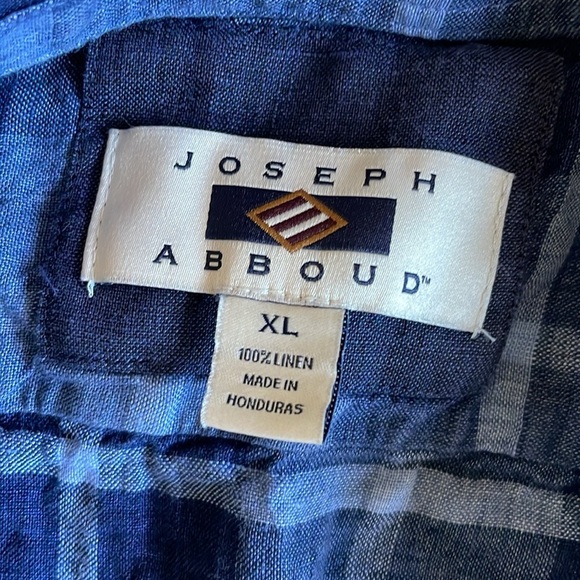 JOSEPH
ABBOUD™
XL
100% LINEN
MADE IN
HONDURAS